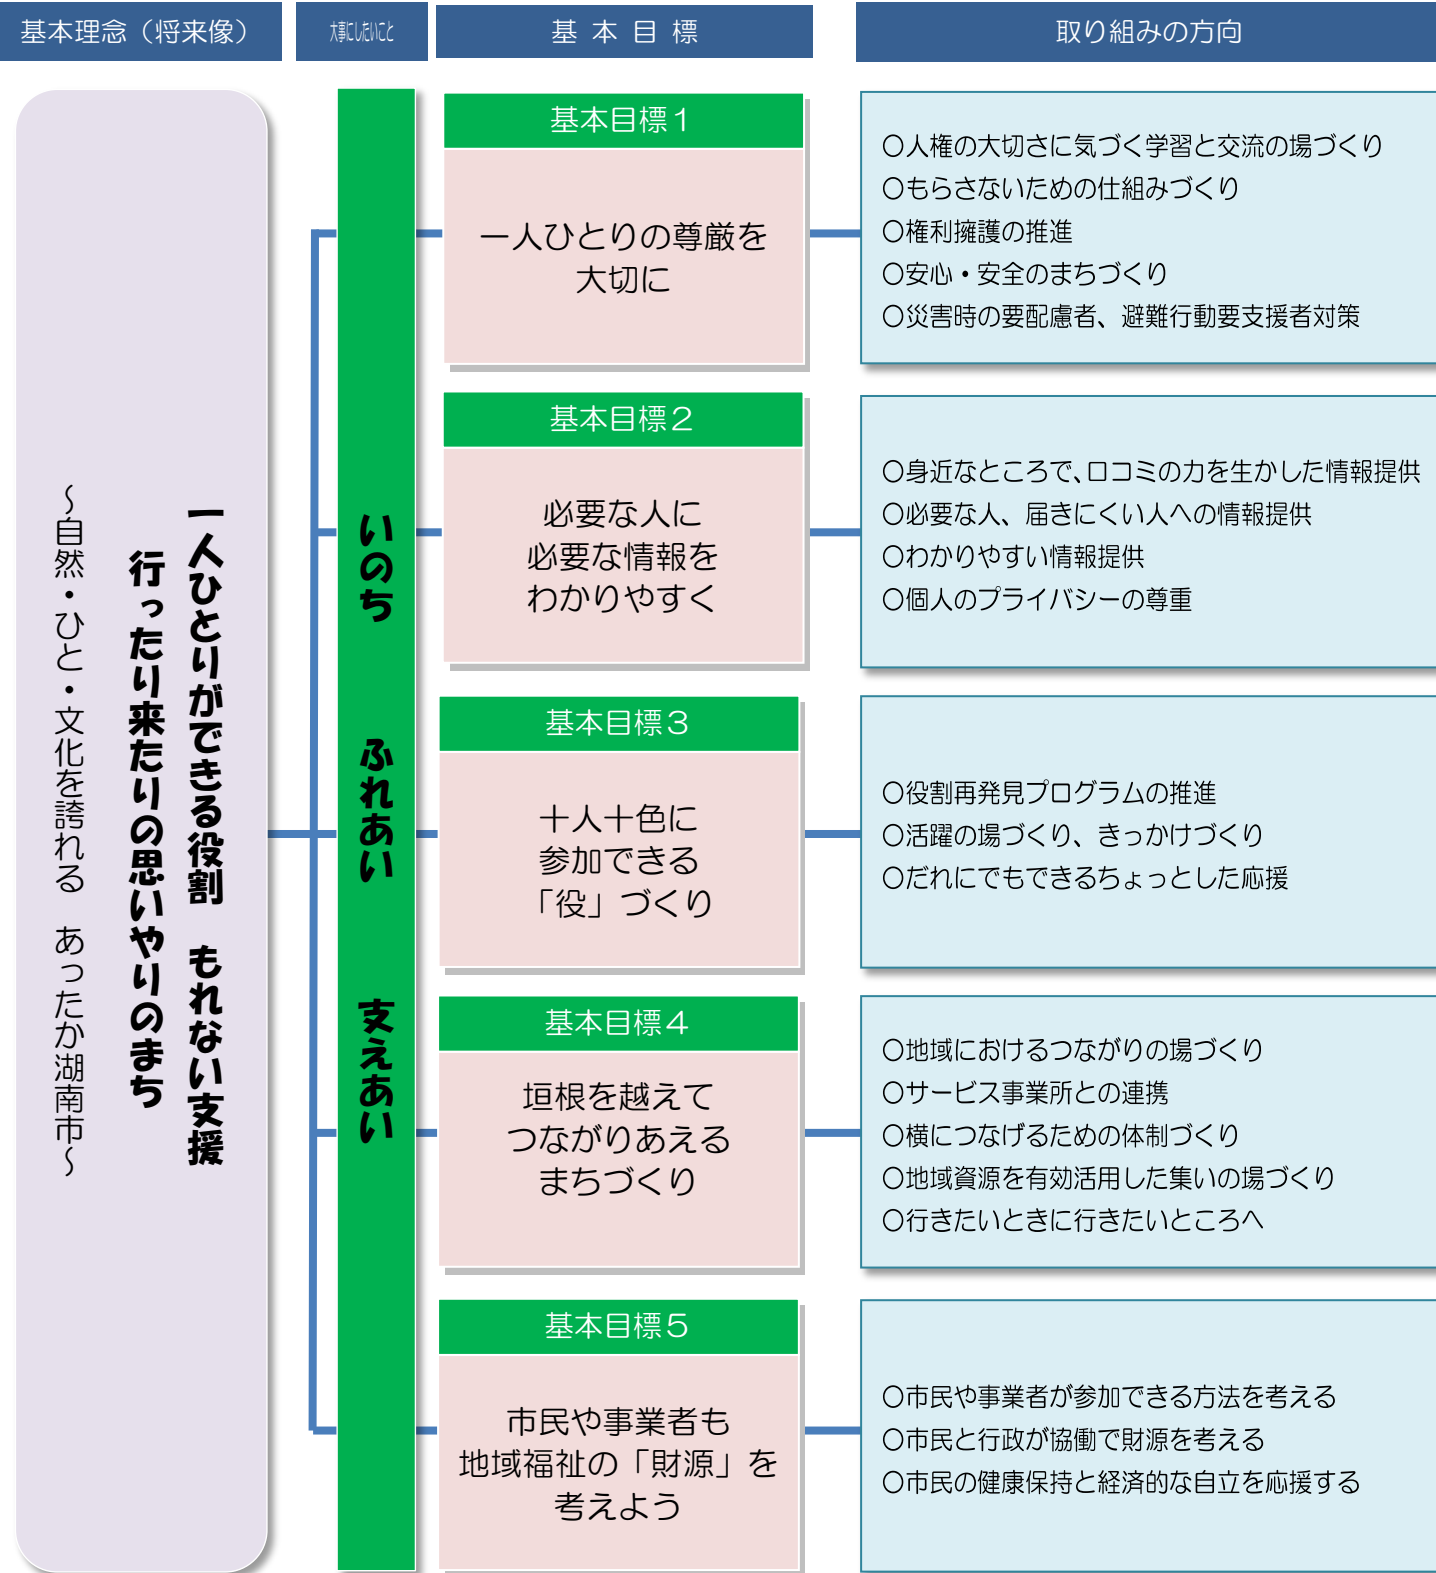 基本理念（将来像）
大事にしたいこと
基本目標
取り組みの方向
一人ひとりができる役割　もれない支援
行ったり来たりの思いやりのまち
～自然・ひと・文化を誇れる　あったか湖南市～
いのち
ふれあい
支えあい
基本目標１
一人ひとりの尊厳を
大切に
〇人権の大切さに気づく学習と交流の場づくり
〇もらさないための仕組みづくり
〇権利擁護の推進
〇安心・安全のまちづくり
〇災害時の要配慮者、避難行動要支援者対策
基本目標２
必要な人に
必要な情報を
わかりやすく
〇身近なところで、口コミの力を生かした情報提供
〇必要な人、届きにくい人への情報提供
〇わかりやすい情報提供
〇個人のプライバシーの尊重
基本目標３
十人十色に
参加できる
「役」づくり
〇役割再発見プログラムの推進
〇活躍の場づくり、きっかけづくり
〇だれにでもできるちょっとした応援
基本目標４
垣根を越えて
つながりあえる
まちづくり
〇地域におけるつながりの場づくり
〇サービス事業所との連携
〇横につなげるための体制づくり
〇地域資源を有効活用した集いの場づくり
〇行きたいときに行きたいところへ
基本目標５
市民や事業者も
地域福祉の「財源」を
考えよう
〇市民や事業者が参加できる方法を考える
〇市民と行政が協働で財源を考える
〇市民の健康保持と経済的な自立を応援する